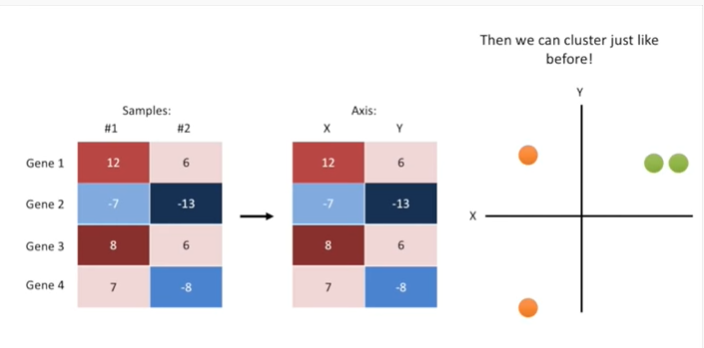 Then we can cluster just like
before!
Samples:
#1 #2
Gene 1 12 6
Gene 2 -7 -13
Gene 3 8 6
Gene 4 7 -8
Axis:
X Y
12 6
-7 -13
8 6
7 -8
Y
X